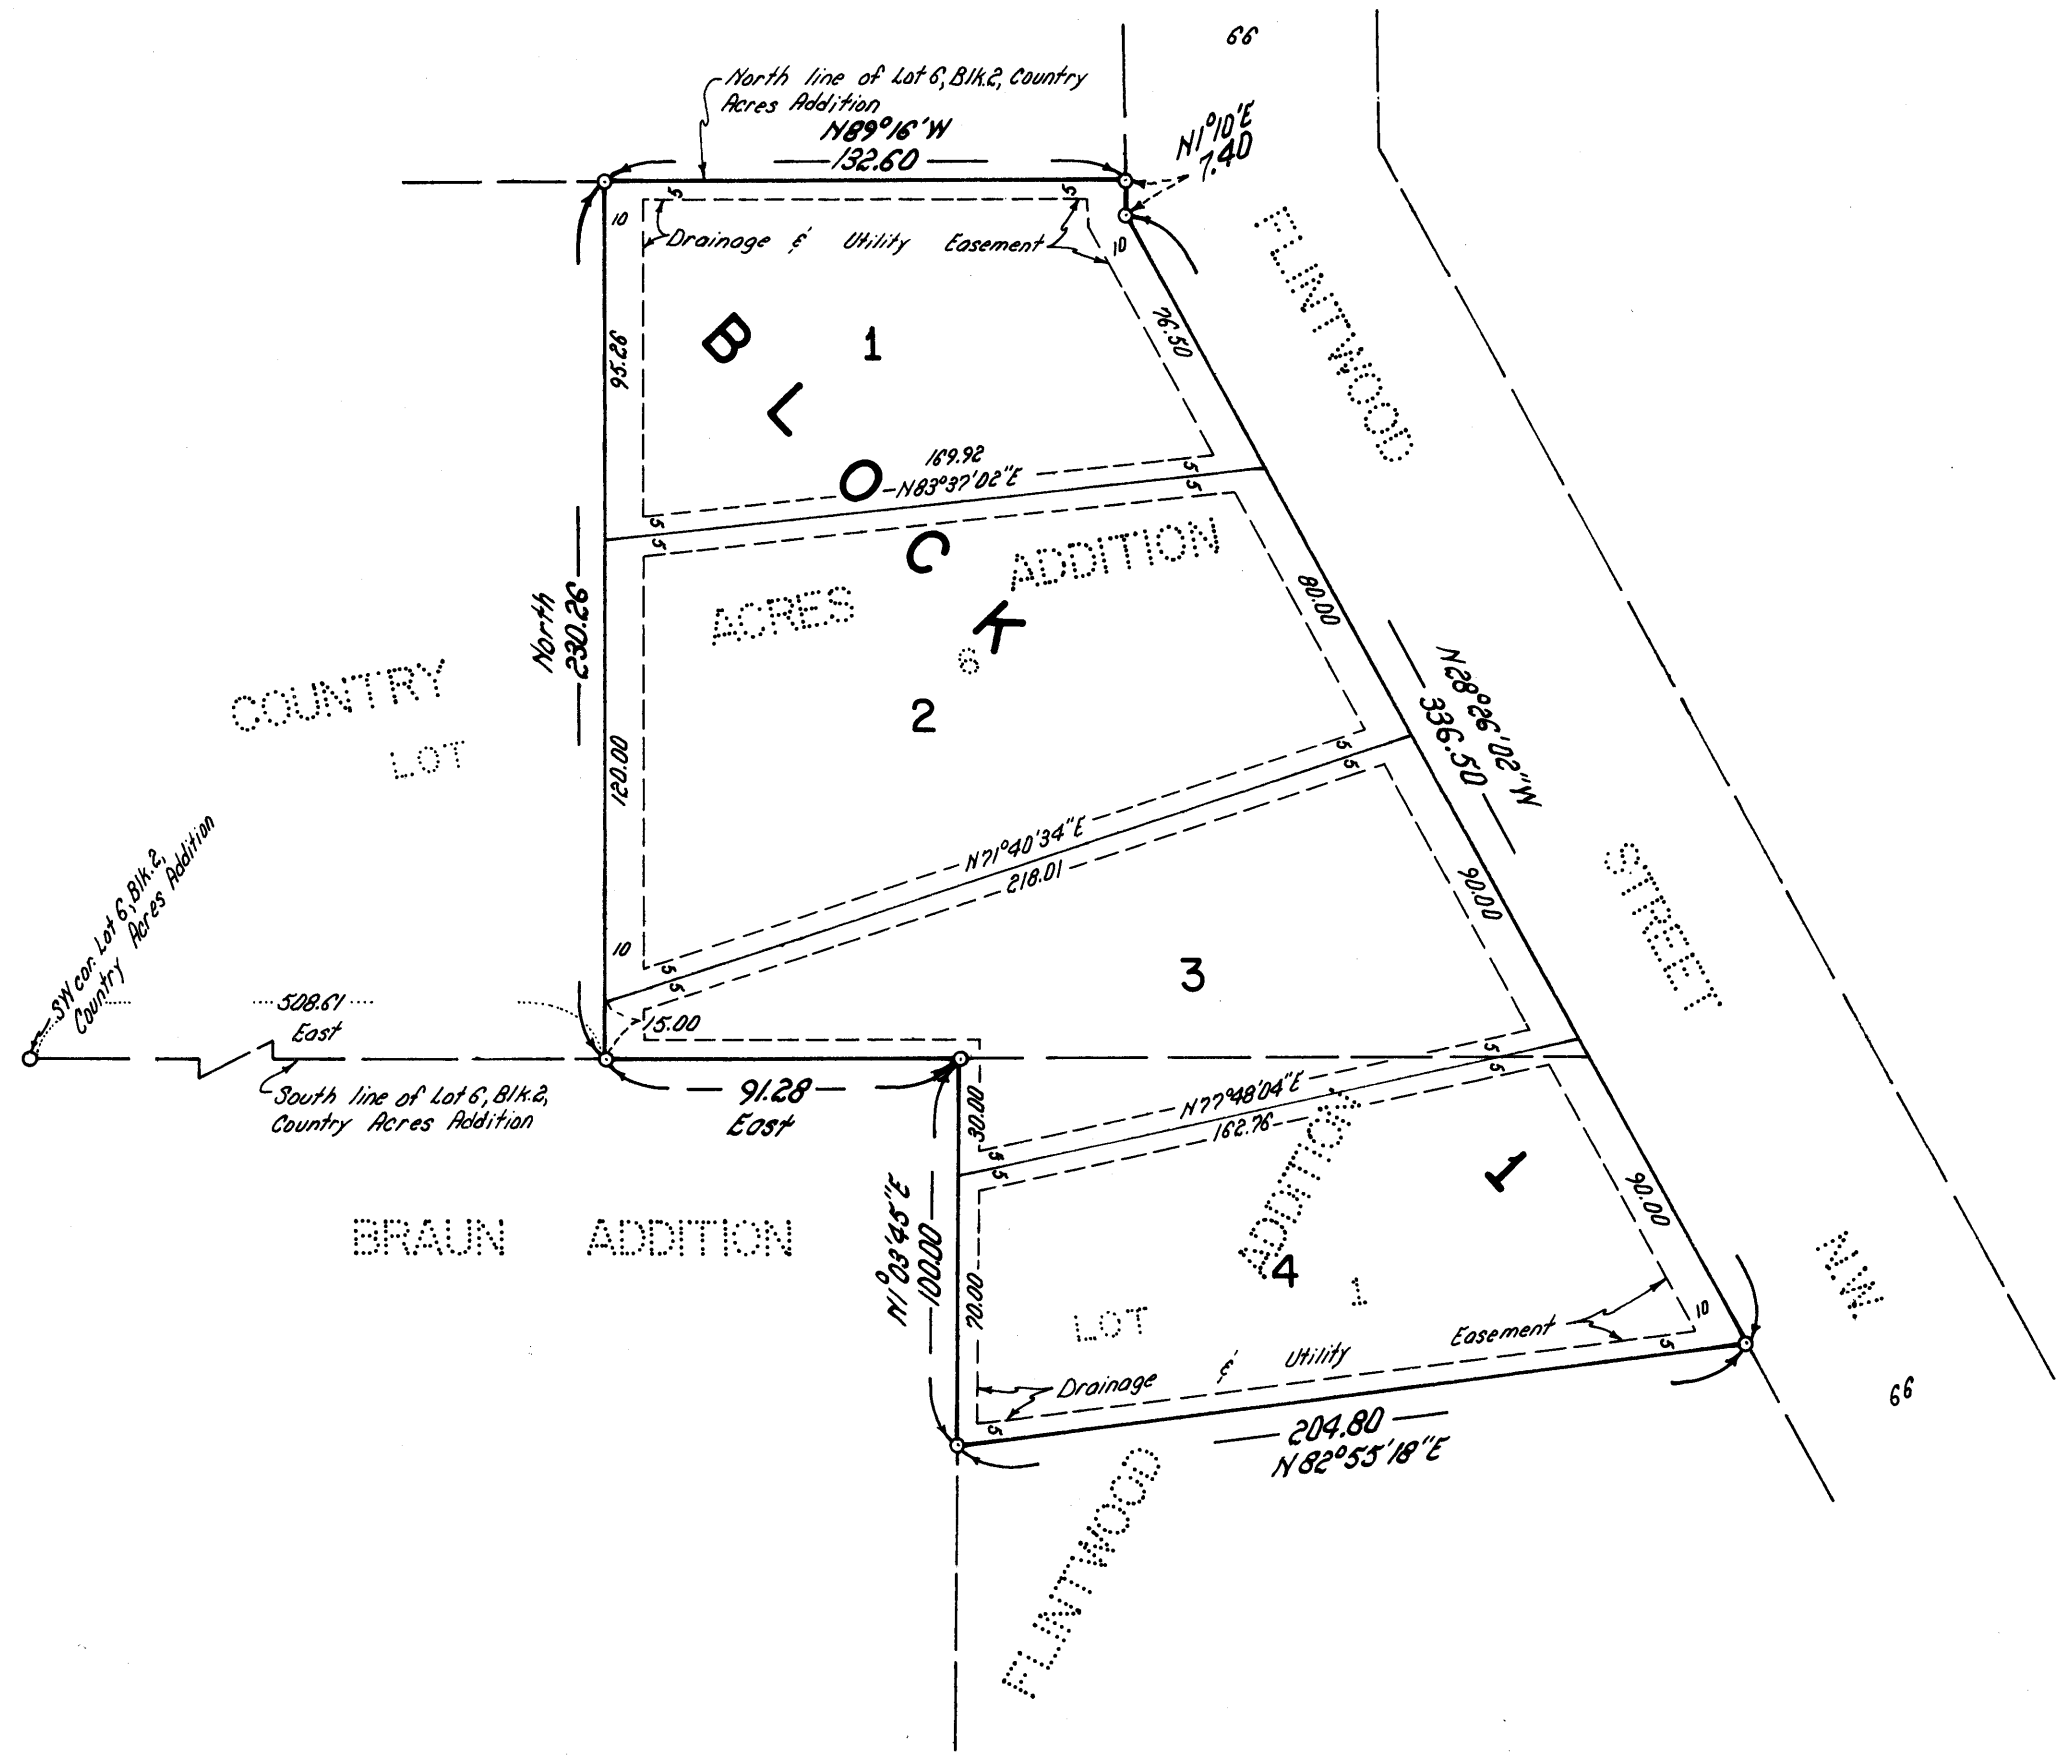 66
North line of Lot 6, Blk.2, Country
Acres Addition
N89°16'W
132.60
N1°10'E
7.40
5
5
10
10
Drainage & Utility Easement
FLINTWOOD
76.50
95.26
B L O C K
1
169.92
N83°37'02"E
5
5
5
5
ACRES ADDITION
80.00
North
230.26
6
2
COUNTRY
LOT
N28°26'02"W
336.50
120.00
5
5
N71°40'34"E
218.01
90.00
STREET
SW cor. Lot 6, Blk.2,
Country Acres Addition
10
5
5
3
508.61
East
15.00
South line of Lot 6, Blk.2,
Country Acres Addition
91.28
East
30.00
5
5
N77°48'04"E
162.76
5
5
1
90.00
N1°03'45"E
100.00
BRAUN ADDITION
ADDITION
4
70.00
LOT 1
NW.
10
Easement
5
Drainage & Utility
66
5
204.80
N82°55'18"E
FLINTWOOD